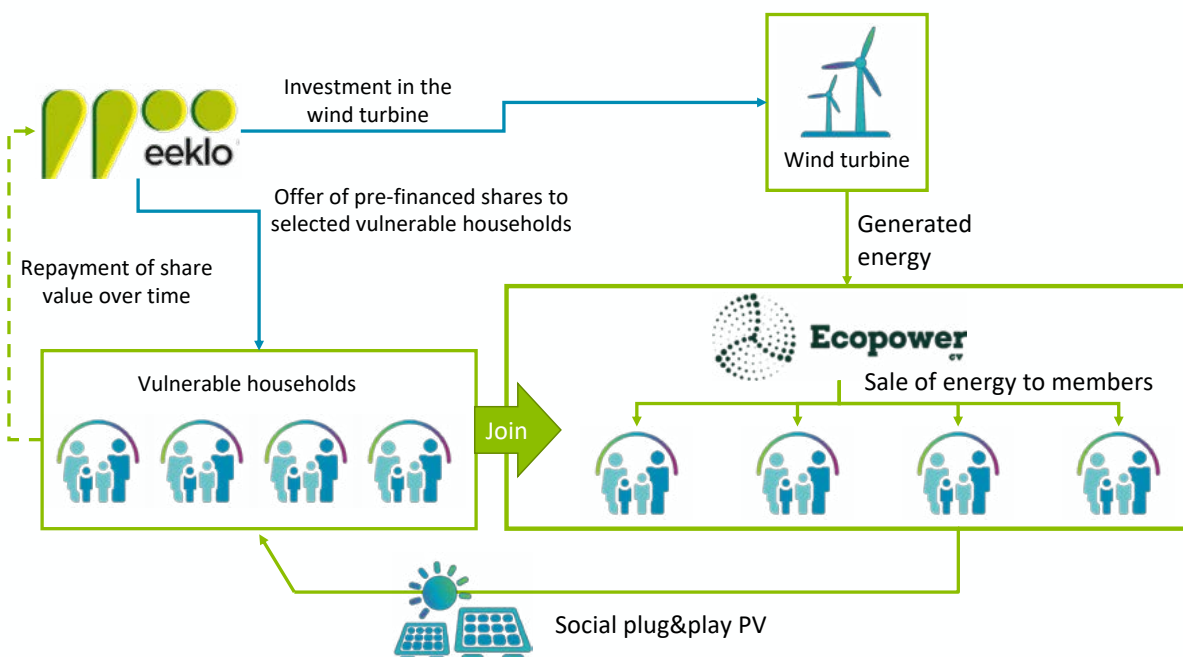 Investment in the
wind turbine
eeklo
Wind turbine
Offer of pre-financed shares to
selected vulnerable households
Generated
energy
Repayment of share
value over time
Ecopower
cv
Vulnerable households
Sale of energy to members
Join
Social plug&play PV